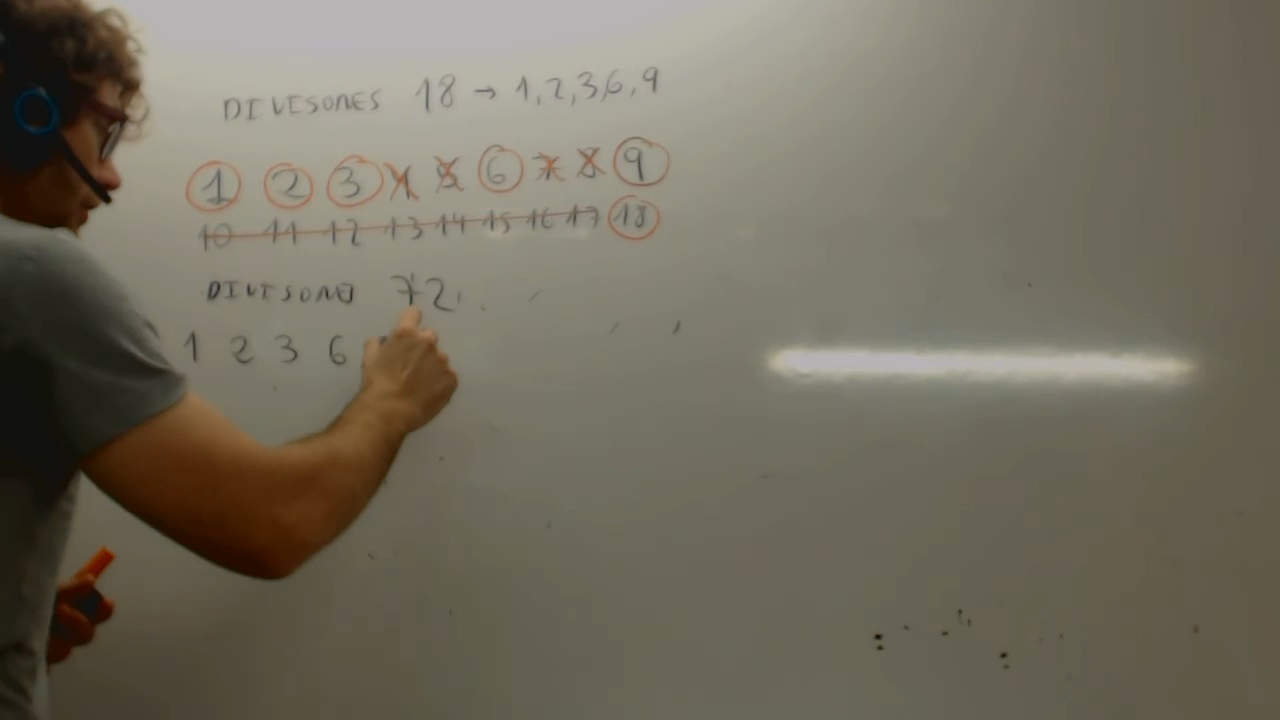 DIVISORES 18 → 1, 2, 3, 6, 9
1 2 3 4 5 6 7 8 9
10 11 12 13 14 15 16 17 18
DIVISORES 72
1 2 3 6